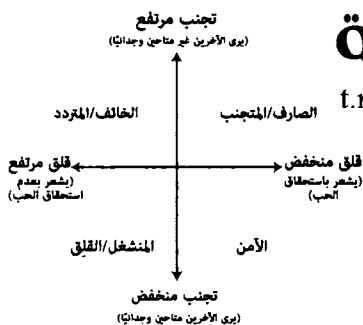 تجنب مرتفع
(يرى الآخرين غير متاحين وجدانيًا)
الصارف/المتجنب
الخائف/المتردد
قلق منخفض
(يشعر باستحقاق
الحب)
قلق مرتفع
(يشعر بعدم
استحقاق الحب)
الآمن
المنشغل/القلِق
تجنب منخفض
(يرى الآخرين متاحين وجدانيًا)
t.r